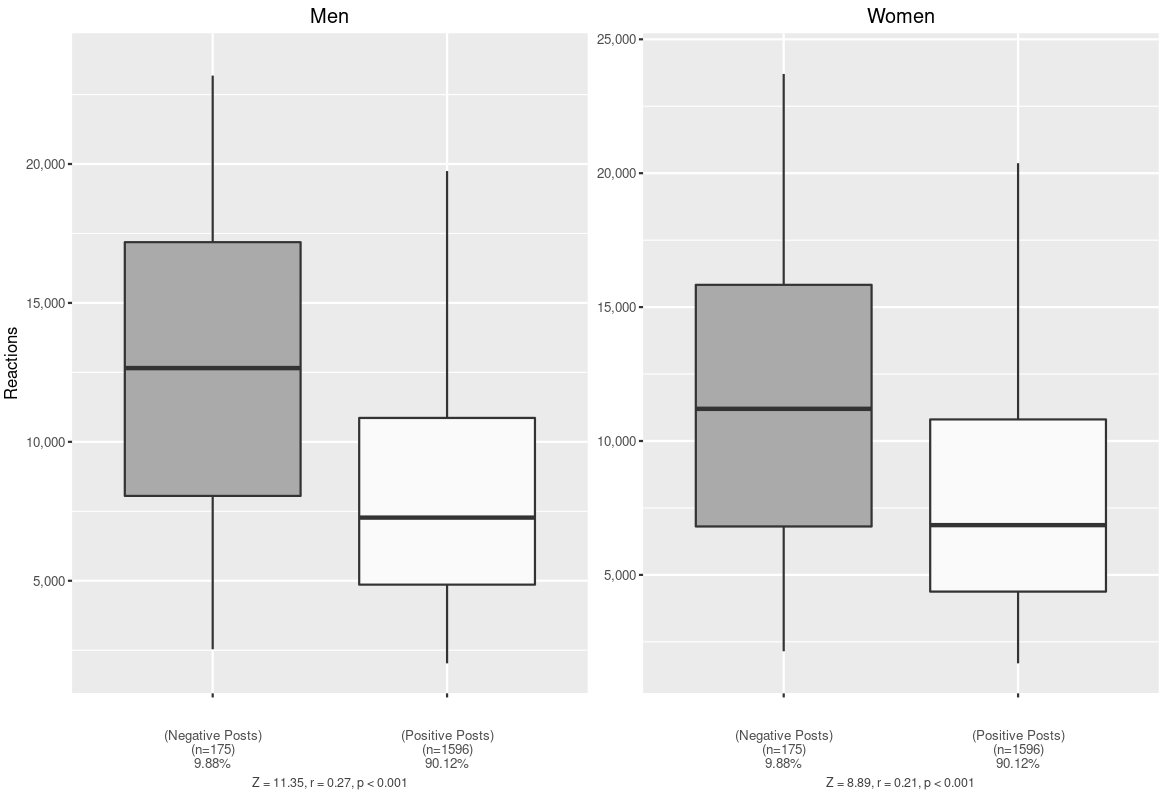 Men
Women
Reactions
20,000
15,000
10,000
5,000
25,000
20,000
15,000
10,000
5,000
(Negative Posts)
(n=175)
9.88%
(Positive Posts)
(n=1596)
90.12%
Z = 11.35, r = 0.27, p < 0.001
(Negative Posts)
(n=175)
9.88%
(Positive Posts)
(n=1596)
90.12%
Z = 8.89, r = 0.21, p < 0.001